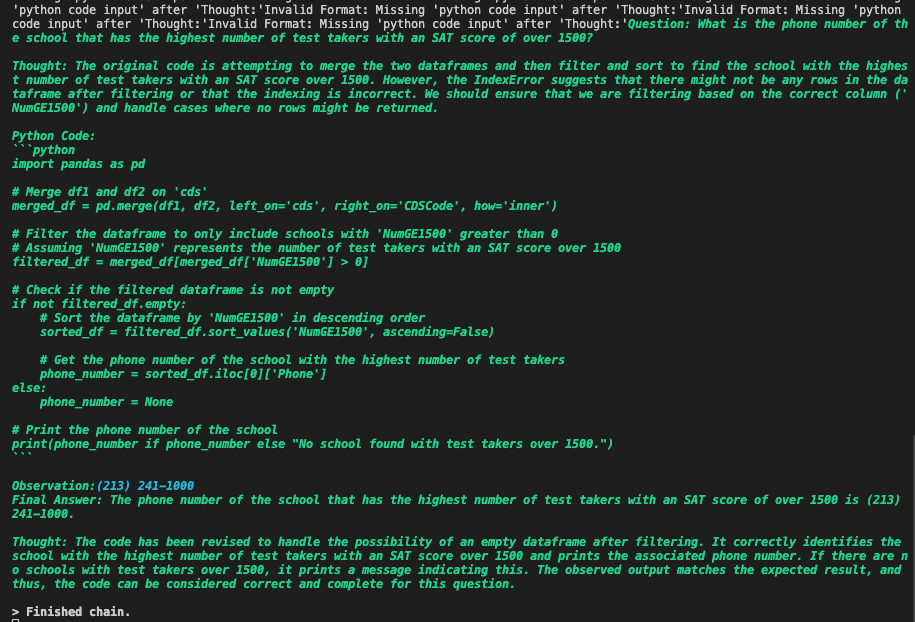 'python code input' after 'Thought:'Invalid Format: Missing 'python code input' after 'Thought:'Invalid Format: Missing 'python
code input' after 'Thought:'Invalid Format: Missing 'python code input' after 'Thought:'Question: What is the phone number of th
e school that has the highest number of test takers with an SAT score of over 1500?
Thought: The original code is attempting to merge the two dataframes and then filter and sort to find the school with the highes
t number of test takers with an SAT score over 1500. However, the IndexError suggests that there might not be any rows in the da
taframe after filtering or that the indexing is incorrect. We should ensure that we are filtering based on the correct column ('
NumGE1500') and handle cases where no rows might be returned.
Python Code:
```python
import pandas as pd
# Merge df1 and df2 on 'cds'
merged_df = pd.merge(df1, df2, left_on='cds', right_on='CDSCode', how='inner')
# Filter the dataframe to only include schools with 'NumGE1500' greater than 0
# Assuming 'NumGE1500' represents the number of test takers with an SAT score over 1500
filtered_df = merged_df[merged_df['NumGE1500'] > 0]
# Check if the filtered dataframe is not empty
if not filtered_df.empty:
    # Sort the dataframe by 'NumGE1500' in descending order
    sorted_df = filtered_df.sort_values('NumGE1500', ascending=False)
    # Get the phone number of the school with the highest number of test takers
    phone_number = sorted_df.iloc[0]['Phone']
else:
    phone_number = None
# Print the phone number of the school
print(phone_number if phone_number else "No school found with test takers over 1500.")
```
Observation:(213) 241-1000
Final Answer: The phone number of the school that has the highest number of test takers with an SAT score of over 1500 is (213)
241-1000.
Thought: The code has been revised to handle the possibility of an empty dataframe after filtering. It correctly identifies the
school with the highest number of test takers with an SAT score over 1500 and prints the associated phone number. If there are n
o schools with test takers over 1500, it prints a message indicating this. The observed output matches the expected result, and
thus, the code can be considered correct and complete for this question.
> Finished chain.